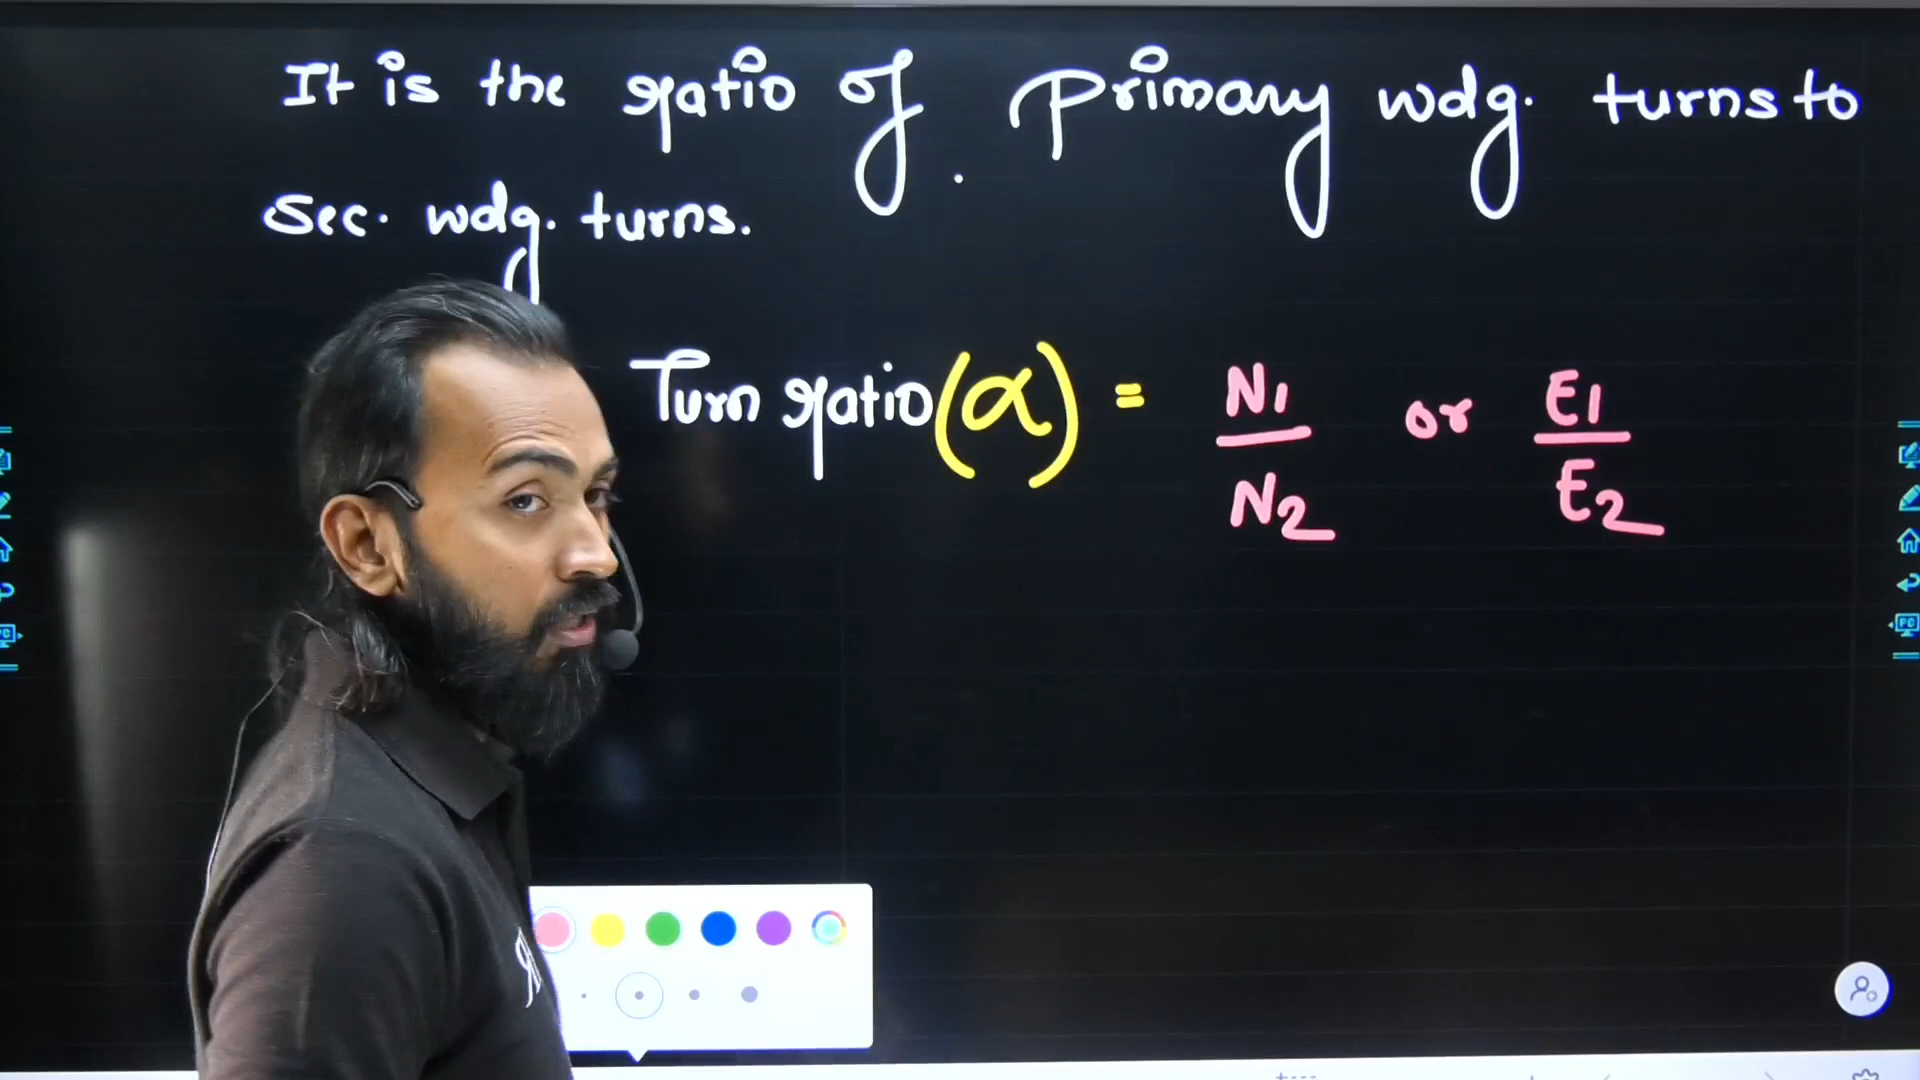 It is the ratio of. Primary wdg. turns to
sec. wdg. turns.
Turn ratio (α) = N1/N2 or E1/E2